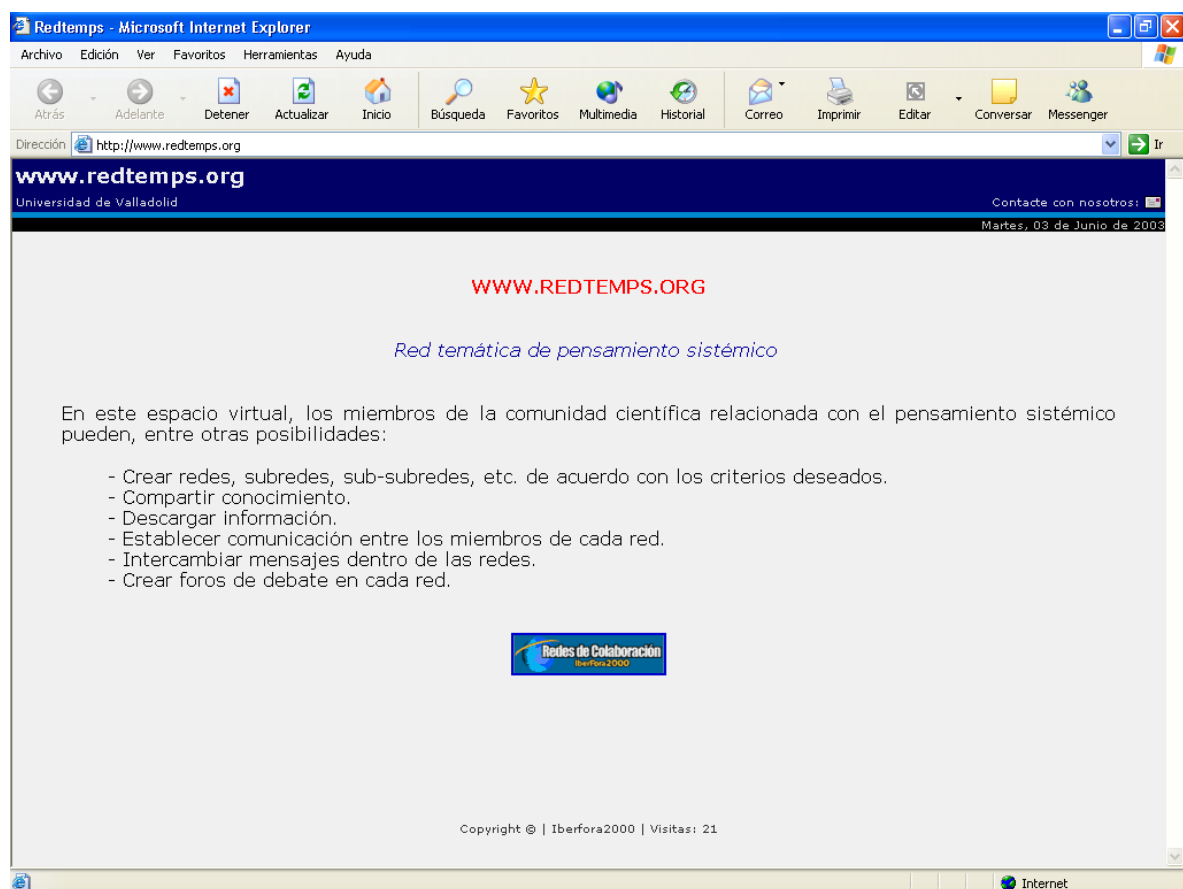 Redtemps - Microsoft Internet Explorer
Archivo Edición Ver Favoritos Herramientas Ayuda
Atrás Adelante Detener Actualizar Inicio Búsqueda Favoritos Multimedia Historial Correo Imprimir Editar Conversar Messenger
Dirección http://www.redtemps.org Ir
www.redtemps.org
Universidad de Valladolid Contacte con nosotros:
Martes, 03 de Junio de 2003
WWW.REDTEMPS.ORG
Red temática de pensamiento sistémico
En este espacio virtual, los miembros de la comunidad científica relacionada con el pensamiento sistémico
pueden, entre otras posibilidades:
- Crear redes, subredes, sub-subredes, etc. de acuerdo con los criterios deseados.
- Compartir conocimiento.
- Descargar información.
- Establecer comunicación entre los miembros de cada red.
- Intercambiar mensajes dentro de las redes.
- Crear foros de debate en cada red.
Redes de Colaboración
IberFora2000
Copyright © | Iberfora2000 | Visitas: 21
Internet